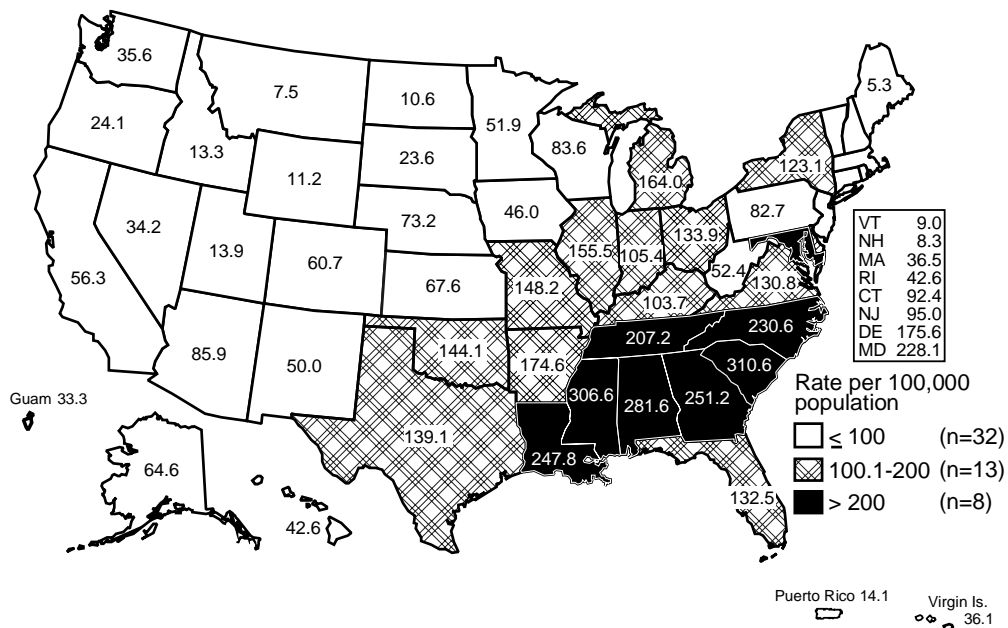 35.6
7.5
10.6
51.9
5.3
24.1
13.3
23.6
83.6
123.1
11.2
164.0
34.2
73.2
46.0
82.7
13.9
60.7
155.5
105.4
133.9
56.3
67.6
148.2
52.4
130.8
103.7
VT 9.0
NH 8.3
MA 36.5
RI 42.6
CT 92.4
NJ 95.0
DE 175.6
MD 228.1
85.9
50.0
144.1
174.6
207.2
230.6
310.6
306.6
281.6
251.2
139.1
247.8
132.5
Guam 33.3
64.6
42.6
Rate per 100,000
population
≤ 100 (n=32)
100.1-200 (n=13)
> 200 (n=8)
Puerto Rico 14.1
Virgin Is.
36.1